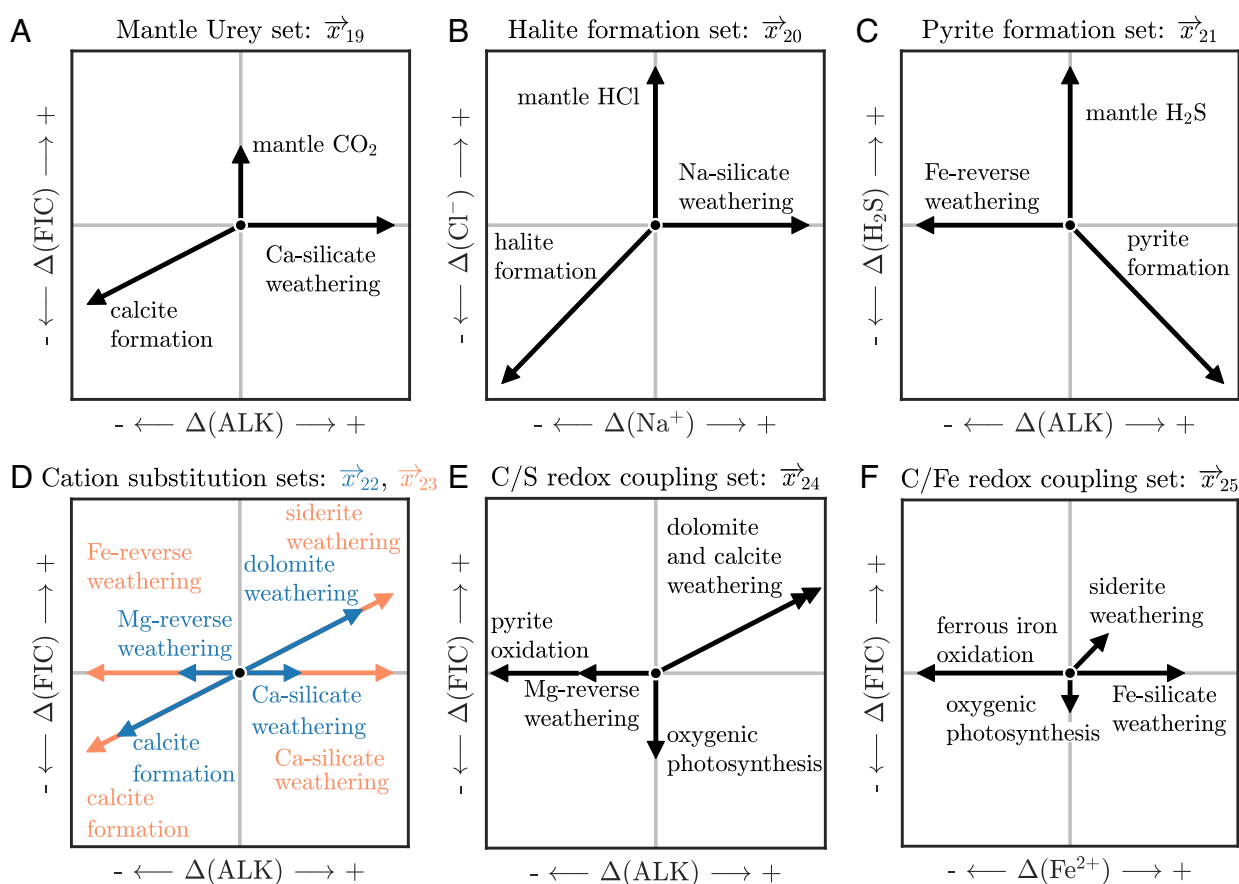 A Mantle Urey set: x⃗19
- ⟵ Δ(FIC) ⟶ +
mantle CO₂
Ca-silicate
weathering
calcite
formation
- ⟵ Δ(ALK) ⟶ +
B Halite formation set: x⃗20
- ⟵ Δ(Cl⁻) ⟶ +
mantle HCl
Na-silicate
weathering
halite
formation
- ⟵ Δ(Na⁺) ⟶ +
C Pyrite formation set: x⃗21
- ⟵ Δ(H₂S) ⟶ +
mantle H₂S
Fe-reverse
weathering
pyrite
formation
- ⟵ Δ(ALK) ⟶ +
D Cation substitution sets: x⃗22, x⃗23
- ⟵ Δ(FIC) ⟶ +
siderite
weathering
Fe-reverse
weathering
dolomite
weathering
Mg-reverse
weathering
Ca-silicate
weathering
calcite
formation
Ca-silicate
weathering
calcite
formation
- ⟵ Δ(ALK) ⟶ +
E C/S redox coupling set: x⃗24
- ⟵ Δ(FIC) ⟶ +
dolomite
and calcite
weathering
pyrite
oxidation
Mg-reverse
weathering
oxygenic
photosynthesis
- ⟵ Δ(ALK) ⟶ +
F C/Fe redox coupling set: x⃗25
- ⟵ Δ(FIC) ⟶ +
siderite
weathering
ferrous iron
oxidation
oxygenic
photosynthesis
Fe-silicate
weathering
- ⟵ Δ(Fe²⁺) ⟶ +